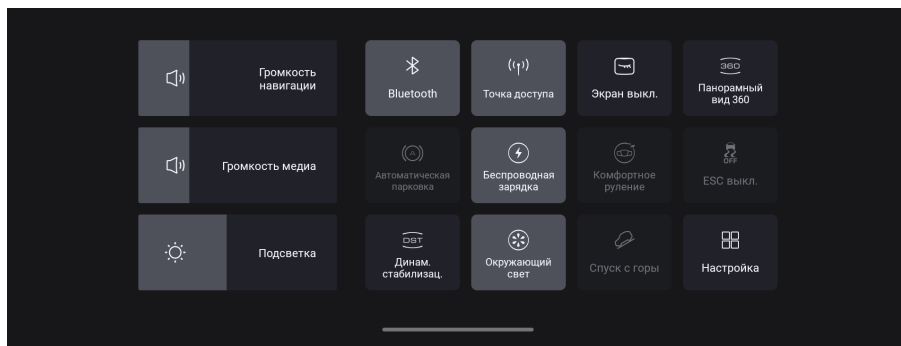 Громкость
навигации
Bluetooth
Точка доступа
Экран выкл.
360
Панорамный
вид 360
Громкость медиа
A
Автоматическая
парковка
Беспроводная
зарядка
Комфортное
руление
OFF
ESC выкл.
Подсветка
DST
Динам.
стабилизац.
Окружающий
свет
Спуск с горы
Настройка